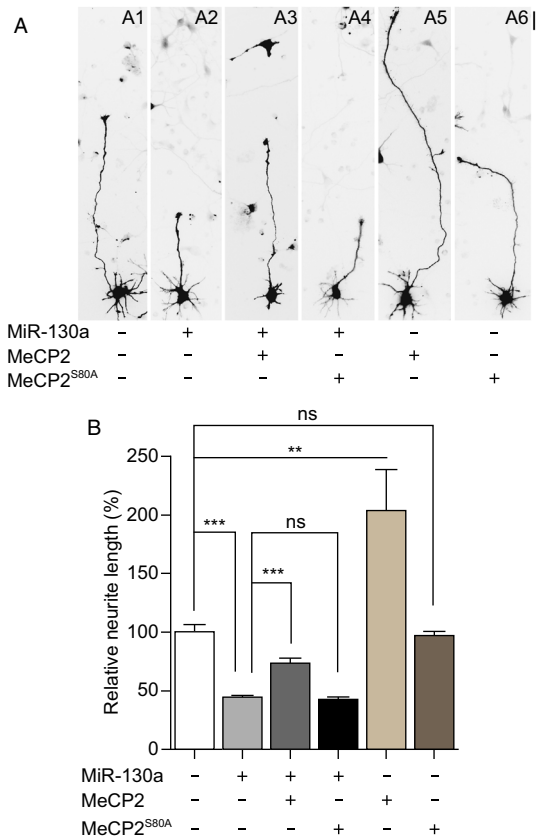 A
A1 A2 A3 A4 A5 A6
MiR-130a - + + + - -
MeCP2 - - + - + -
MeCP2S80A - - - + - +
B
ns
**
*** ns
***
Relative neurite length (%)
250
200
150
100
50
0
MiR-130a - + + + - -
MeCP2 - - + - + -
MeCP2S80A - - - + - +